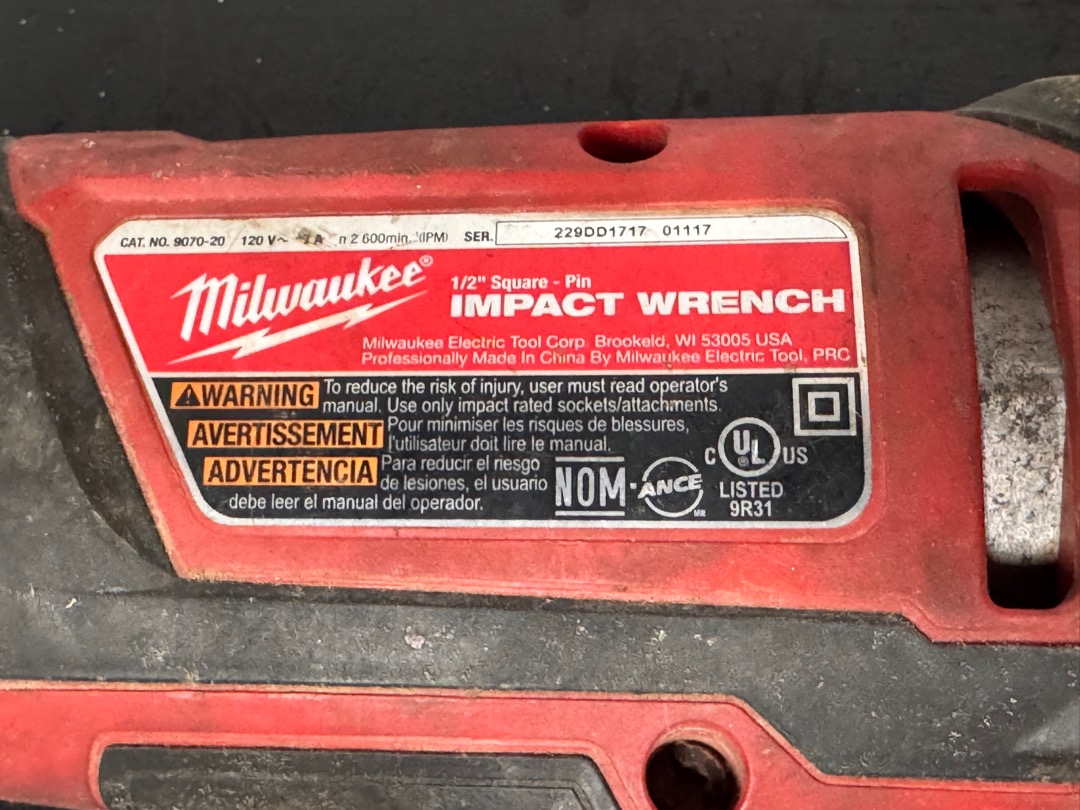 CAT. NO. 9070-20 120 V~ A n 2 600min. (IPM) SER. 229DD1717 01117
Milwaukee®
1/2" Square - Pin
IMPACT WRENCH
Milwaukee Electric Tool Corp Brookeld, WI 53005 USA
Professionally Made In China By Milwaukee Electric Tool, PRC
WARNING To reduce the risk of injury, user must read operator's
manual. Use only impact rated sockets/attachments.
AVERTISSEMENT Pour minimiser les risques de blessures,
l'utilisateur doit lire le manual.
ADVERTENCIA Para reducir el riesgo
de lesiones, el usuario
debe leer el manual del operador.
NOM-ANCE
C UL US
LISTED
9R31